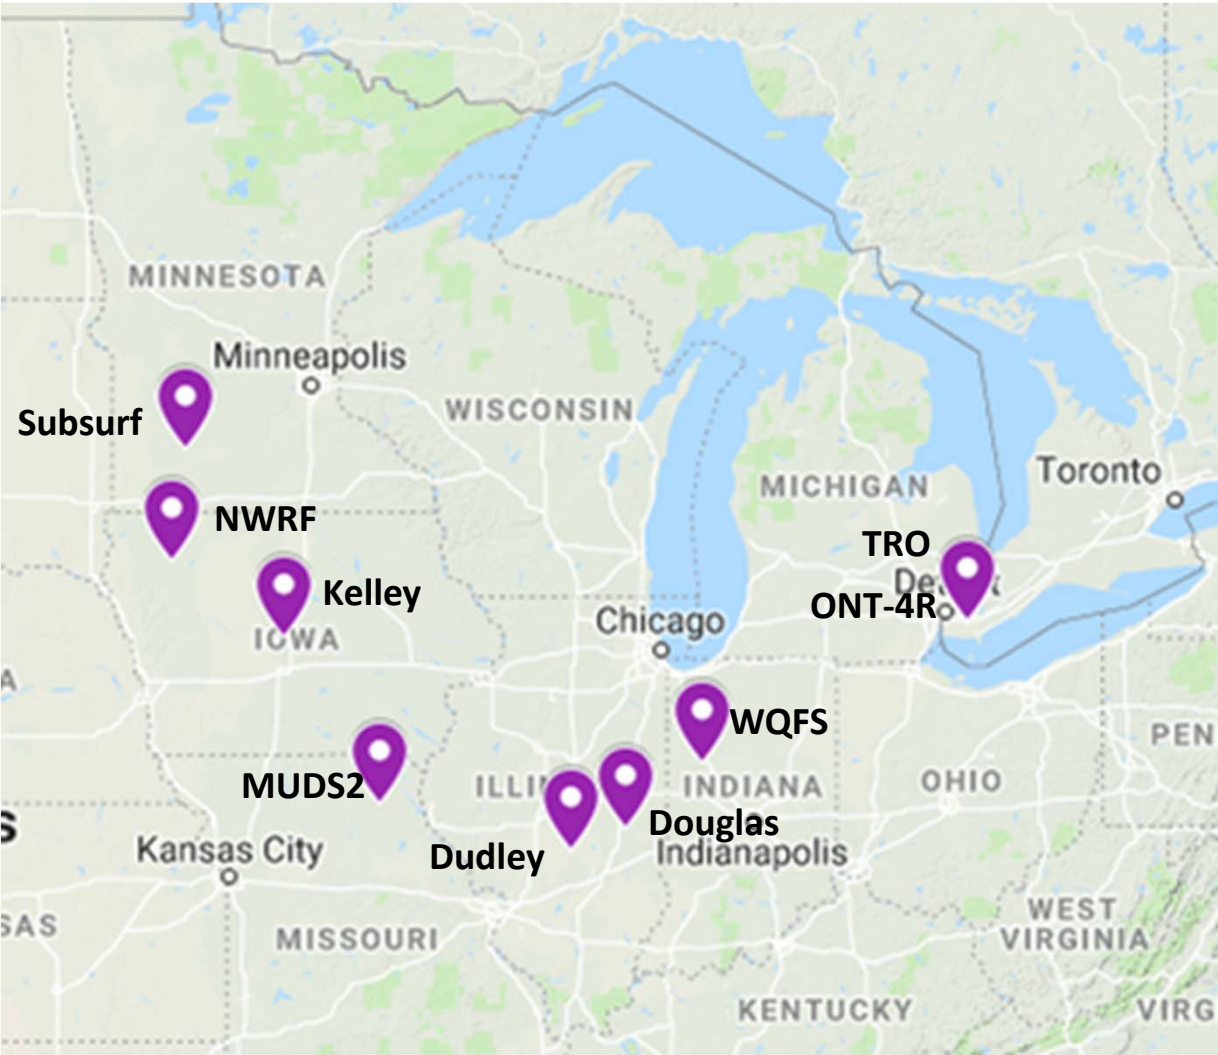 MINNESOTA
Minneapolis
Subsurf
WISCONSIN
Toronto
MICHIGAN
NWRF
TRO
Kelley
ONT-4R
IOWA
Chicago
A
WQFS
PEN
MUDS2
INDIANA
OHIO
S
Douglas
Kansas City
Dudley
Indianapolis
WEST
VIRGINIA
SAS
MISSOURI
KENTUCKY
VIRG